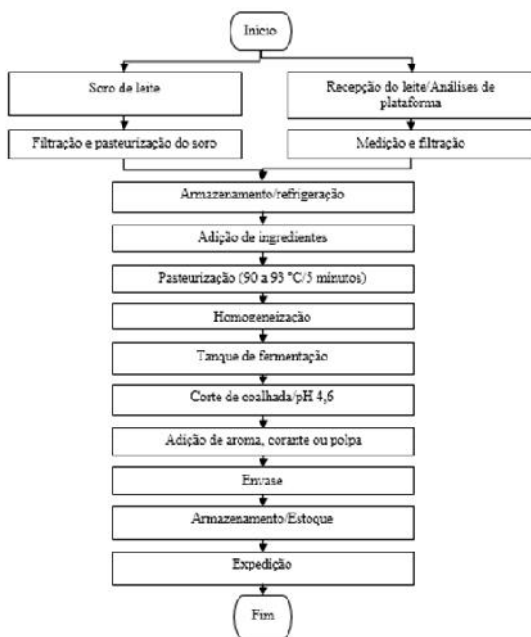 Início
Soro de leite
Recepção do leite/Análises de
plataforma
Filtração e pasteurização do soro
Medição e filtração
Armazenamento/refrigeração
Adição de ingredientes
Pasteurização (90 a 93 °C/5 minutos)
Homogeneização
Tanque de fermentação
Corte de coalhada/pH 4,6
Adição de aroma, corante ou polpa
Envase
Armazenamento/Estoque
Expedição
Fim